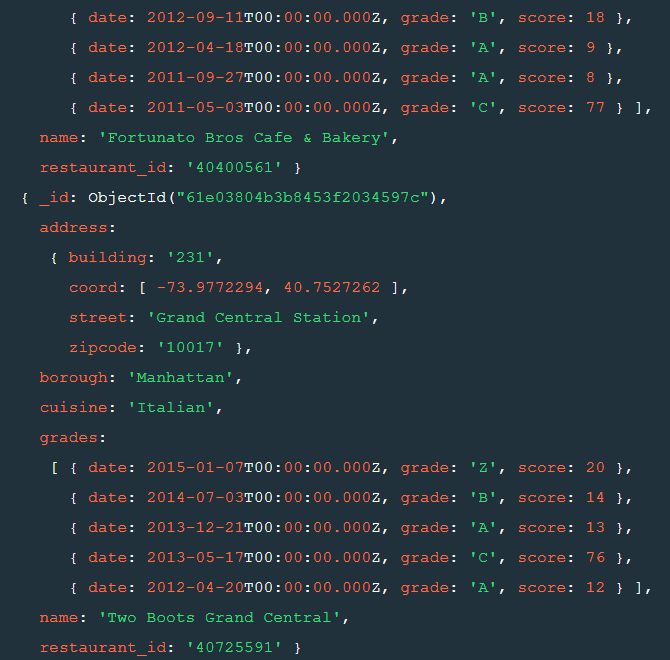 { date: 2012-09-11T00:00:00.000Z, grade: 'B', score: 18 },
{ date: 2012-04-18T00:00:00.000Z, grade: 'A', score: 9 },
{ date: 2011-09-27T00:00:00.000Z, grade: 'A', score: 8 },
{ date: 2011-05-03T00:00:00.000Z, grade: 'C', score: 77 } ],
name: 'Fortunato Bros Cafe & Bakery',
restaurant_id: '40400561' }
{ _id: ObjectId("61e03804b3b8453f2034597c"),
address:
{ building: '231',
coord: [ -73.9772294, 40.7527262 ],
street: 'Grand Central Station',
zipcode: '10017' },
borough: 'Manhattan',
cuisine: 'Italian',
grades:
[ { date: 2015-01-07T00:00:00.000Z, grade: 'Z', score: 20 },
{ date: 2014-07-03T00:00:00.000Z, grade: 'B', score: 14 },
{ date: 2013-12-21T00:00:00.000Z, grade: 'A', score: 13 },
{ date: 2013-05-17T00:00:00.000Z, grade: 'C', score: 76 },
{ date: 2012-04-20T00:00:00.000Z, grade: 'A', score: 12 } ],
name: 'Two Boots Grand Central',
restaurant_id: '40725591' }